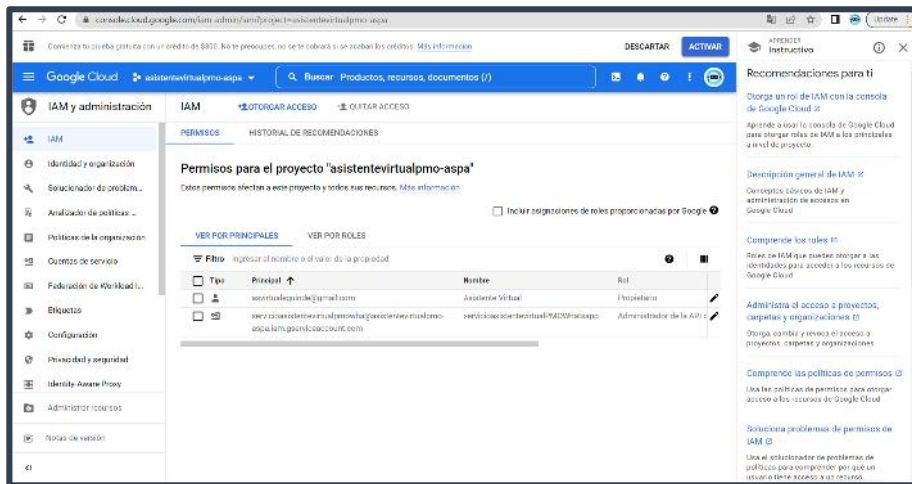 console.cloud.google.com/iam-admin/iam?project=asistentevirtualpmo-aspa
Update
Comienza tu prueba gratuita con un crédito de $300. No te preocupes, no se te cobrará si se acaban los créditos. Más información
DESCARTAR
ACTIVAR
Google Cloud
asistentevirtualpmo-aspa
Buscar Productos, recursos, documentos (/)
IAM y administración
IAM
Identidad y organización
Solucionador de problem...
Analizador de políticas ...
Políticas de la organización
Cuentas de servicio
Federación de Workload I...
Etiquetas
Configuración
Privacidad y seguridad
Identity-Aware Proxy
Administrar recursos
Notas de versión
IAM
OTORGAR ACCESO
QUITAR ACCESO
PERMISOS
HISTORIAL DE RECOMENDACIONES
Permisos para el proyecto "asistentevirtualpmo-aspa"
Estos permisos afectan a este proyecto y todos sus recursos. Más información
Incluir asignaciones de roles proporcionadas por Google
VER POR PRINCIPALES
VER POR ROLES
Filtro Ingresar el nombre o el valor de la propiedad
Tipo Principal Nombre Rol
Asistente Virtual Propietario
servicioasistentevirtualPMOWhatsapp Administrador de la API
aspa.iam.gserviceaccount.com
APRENDER
Instructivo
Recomendaciones para ti
Otorga un rol de IAM con la consola
de Google Cloud
Aprende a usar la consola de Google Cloud
para otorgar roles de IAM a los principales
a nivel de proyecto.
Descripción general de IAM
Conceptos básicos de IAM y
administración de accesos en
Google Cloud
Comprende los roles
Roles de IAM que puedes otorgar a las
identidades para acceder a los recursos de
Google Cloud
Administra el acceso a proyectos,
carpetas y organizaciones
Otorga, cambia y revoca el acceso a
proyectos, carpetas y organizaciones
Comprende las políticas de permisos
Usa las políticas de permisos para otorgar
acceso a los recursos de Google Cloud
Soluciona problemas de permisos de
IAM
Usa el solucionador de problemas de
políticas para comprender por qué un
usuario tiene acceso a un recurso